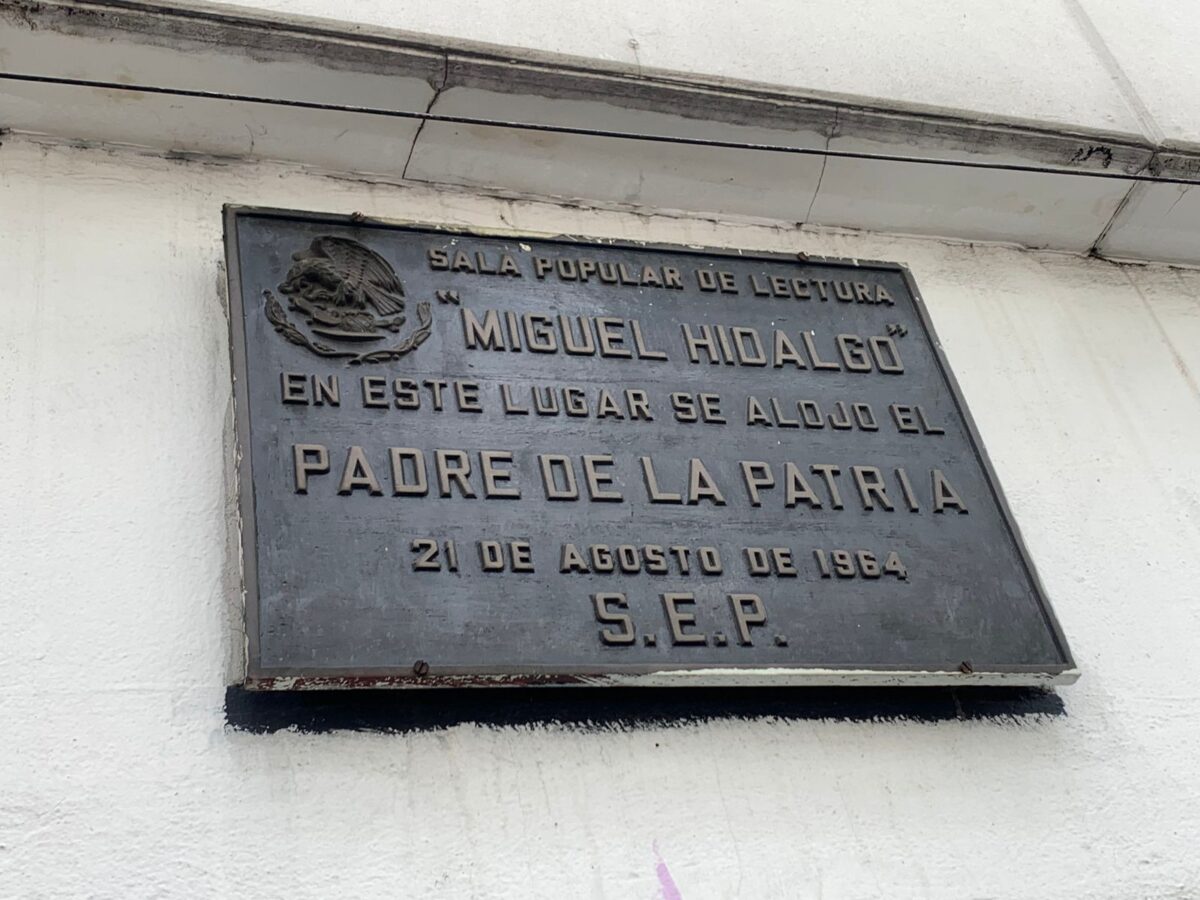 SALA POPULAR DE LECTURA
"MIGUEL HIDALGO"
EN ESTE LUGAR SE ALOJO EL
PADRE DE LA PATRIA
21 DE AGOSTO DE 1964
S.E.P.